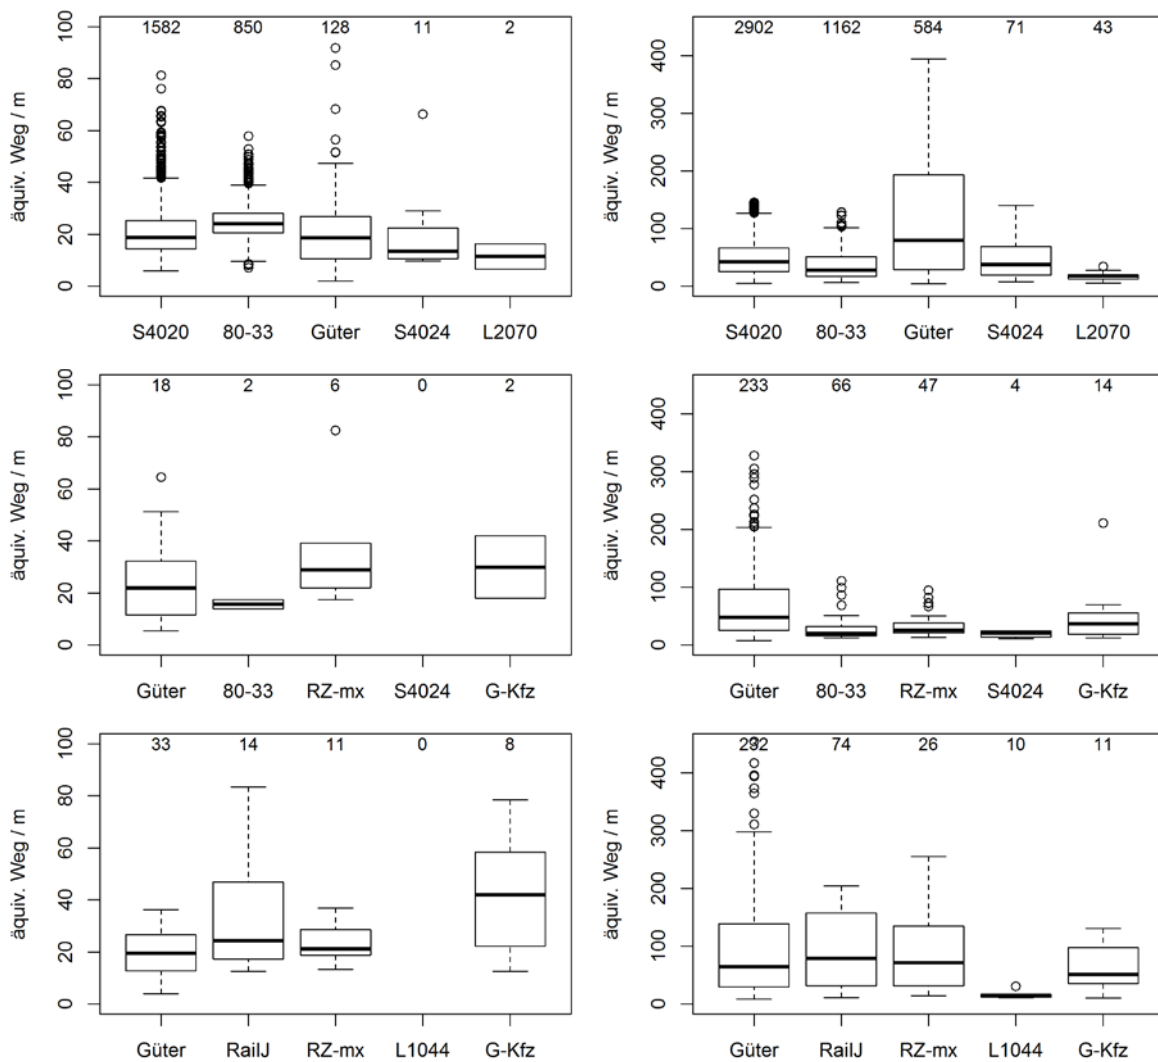 1582 850 128 11 2
äquiv. Weg / m
0 20 40 60 80 100
S4020 80-33 Güter S4024 L2070
2902 1162 584 71 43
äquiv. Weg / m
0 100 200 300 400
S4020 80-33 Güter S4024 L2070
18 2 6 0 2
äquiv. Weg / m
0 20 40 60 80 100
Güter 80-33 RZ-mx S4024 G-Kfz
233 66 47 4 14
äquiv. Weg / m
0 100 200 300 400
Güter 80-33 RZ-mx S4024 G-Kfz
33 14 11 0 8
äquiv. Weg / m
0 20 40 60 80 100
Güter RailJ RZ-mx L1044 G-Kfz
292 74 26 10 11
äquiv. Weg / m
0 100 200 300 400
Güter RailJ RZ-mx L1044 G-Kfz